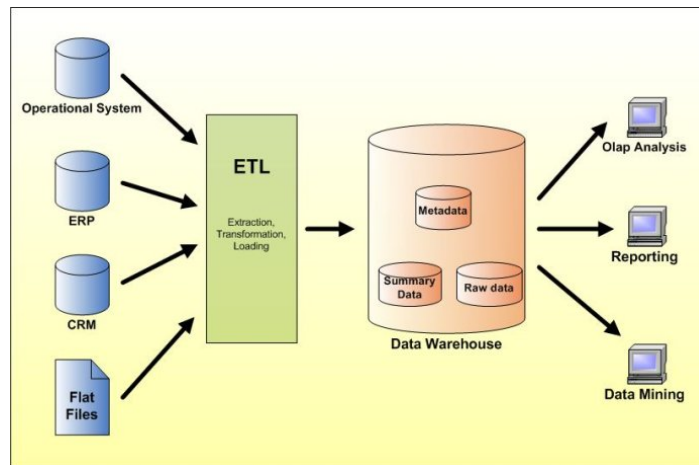 Operational System
ERP
CRM
Flat
Files
ETL
Extraction,
Transformation,
Loading
Metadata
Summary
Data
Raw data
Data Warehouse
Olap Analysis
Reporting
Data Mining